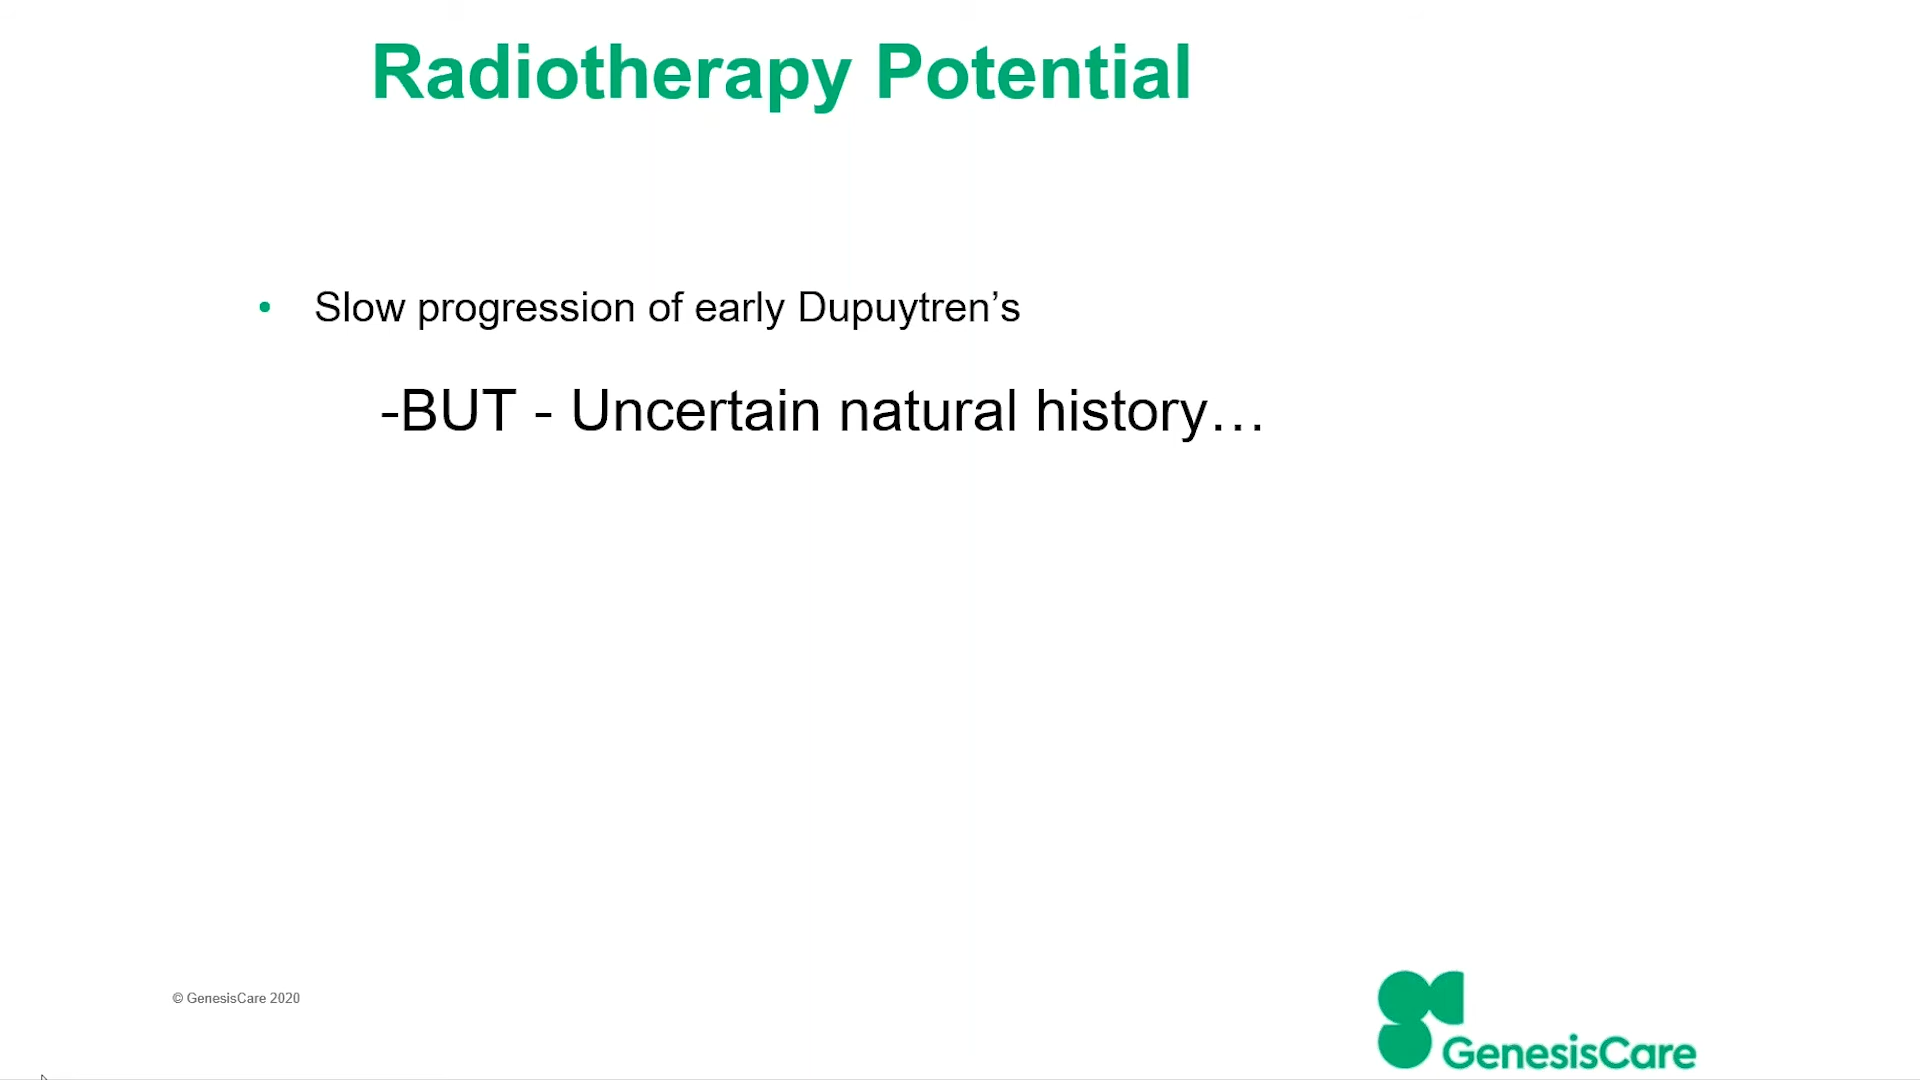 Radiotherapy Potential
• Slow progression of early Dupuytren’s
-BUT - Uncertain natural history…
© GenesisCare 2020
GenesisCare